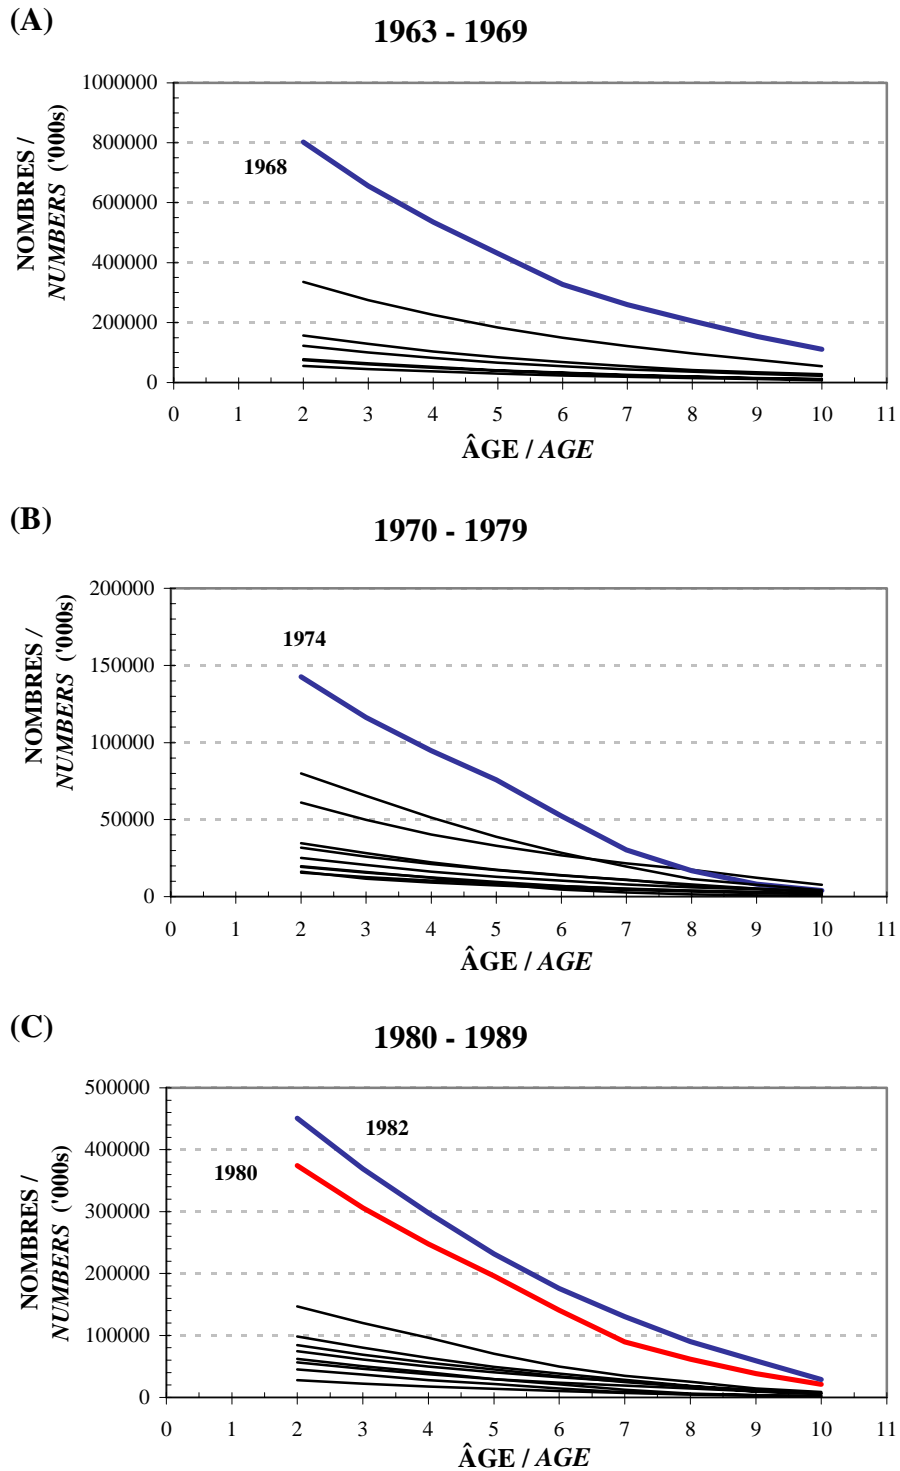 (A)
1963 - 1969
NOMBRES /
NUMBERS ('000s)
1000000
800000
600000
400000
200000
0
1968
0 1 2 3 4 5 6 7 8 9 10 11
ÂGE / AGE
(B)
1970 - 1979
NOMBRES /
NUMBERS ('000s)
200000
150000
100000
50000
0
1974
0 1 2 3 4 5 6 7 8 9 10 11
ÂGE / AGE
(C)
1980 - 1989
NOMBRES /
NUMBERS ('000s)
500000
400000
300000
200000
100000
0
1982
1980
0 1 2 3 4 5 6 7 8 9 10 11
ÂGE / AGE